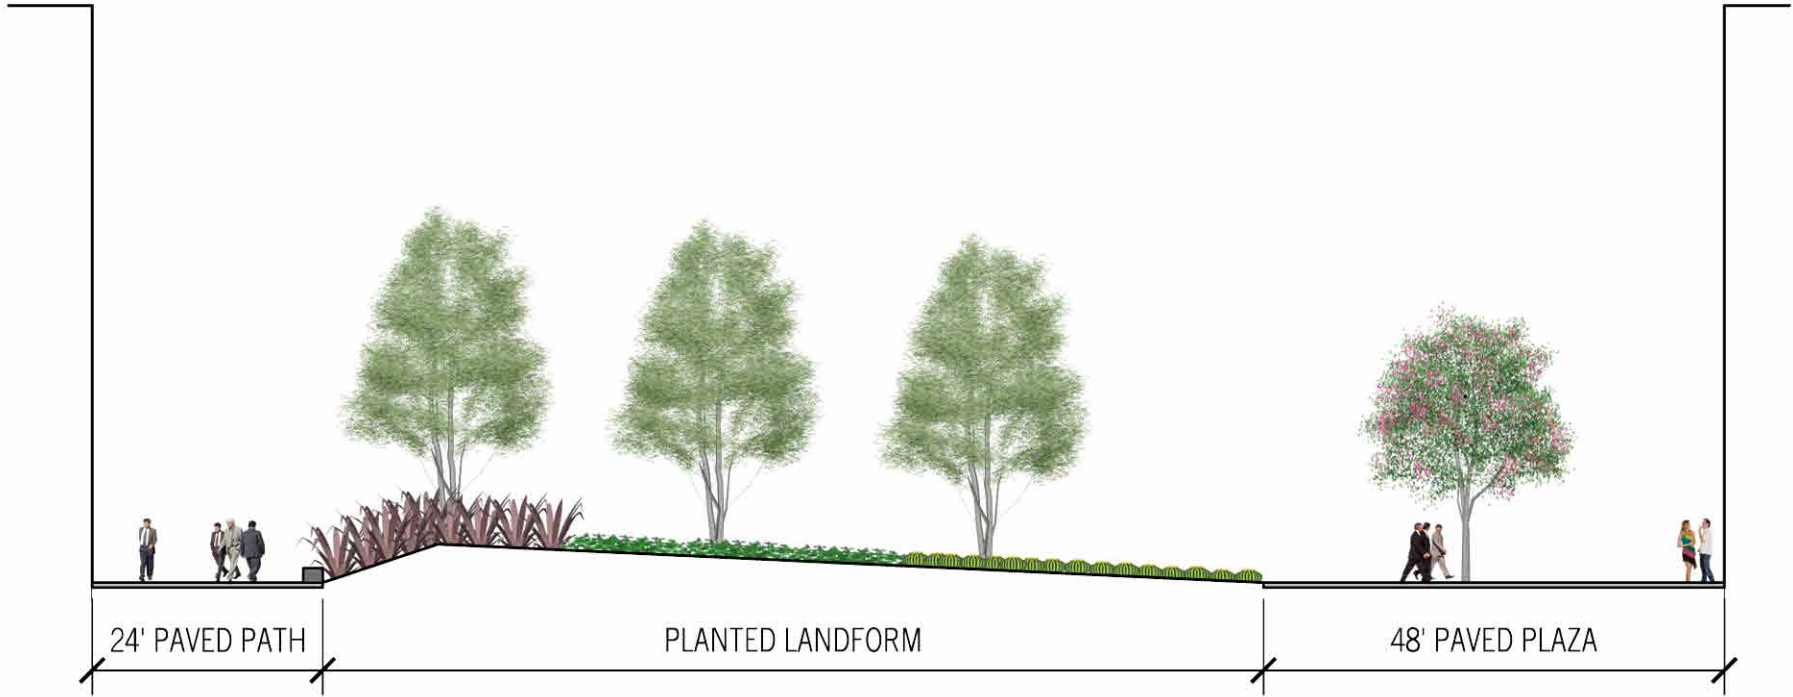 24' PAVED PATH
PLANTED LANDFORM
48' PAVED PLAZA